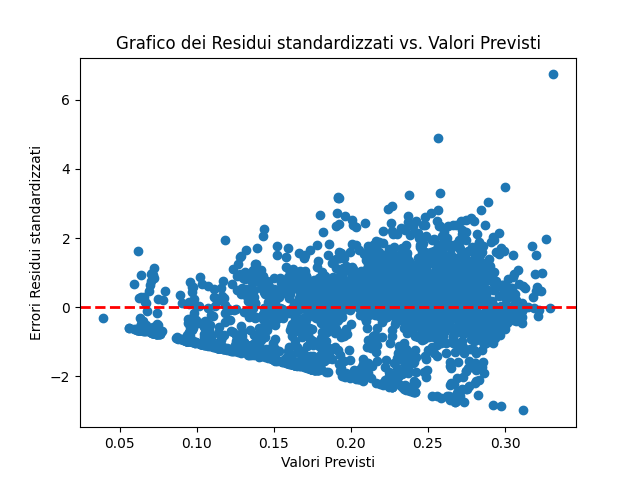 Grafico dei Residui standardizzati vs. Valori Previsti
Errori Residui standardizzati
6
4
2
0
−2
0.05 0.10 0.15 0.20 0.25 0.30
Valori Previsti